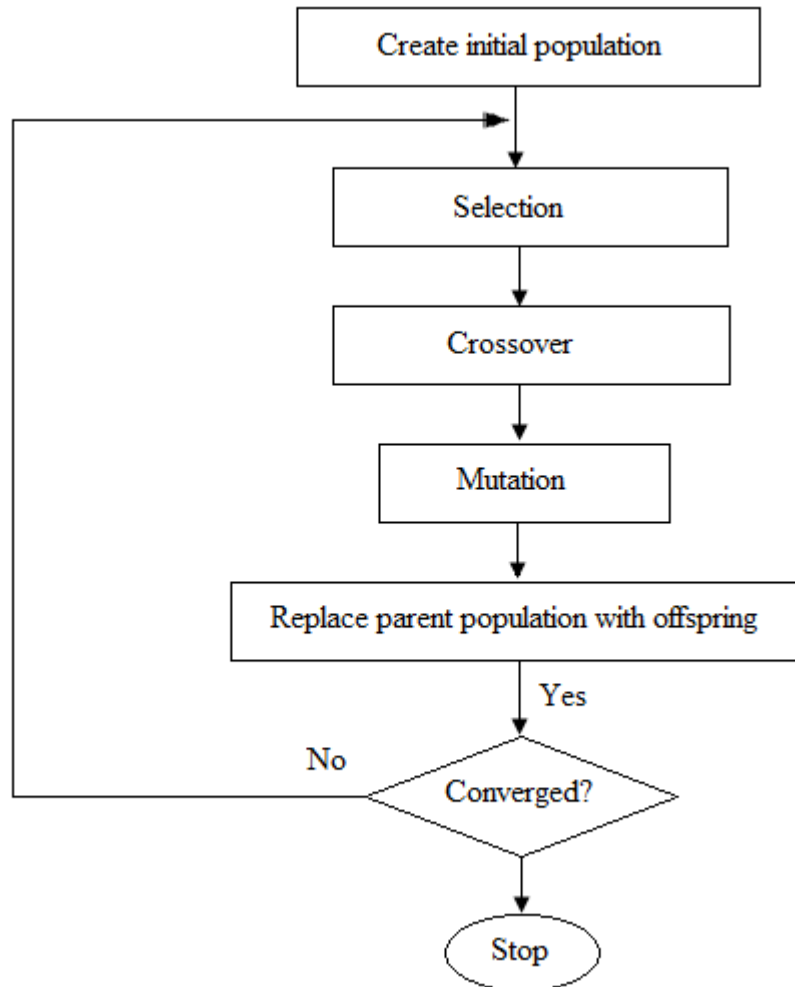 Create initial population
Selection
Crossover
Mutation
Replace parent population with offspring
Yes
No
Converged?
Stop